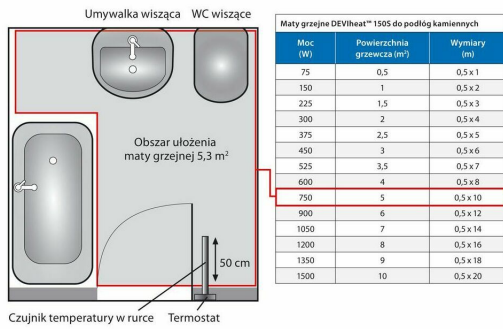 Umywalka wisząca WC wiszące
Obszar ułożenia
maty grzejnej 5,3 m²
50 cm
Czujnik temperatury w rurce Termostat
Maty grzejne DEVIheat™ 150S do podłóg kamiennych
Moc (W) Powierzchnia grzewcza (m²) Wymiary (m)
75 0,5 0,5 x 1
150 1 0,5 x 2
225 1,5 0,5 x 3
300 2 0,5 x 4
375 2,5 0,5 x 5
450 3 0,5 x 6
525 3,5 0,5 x 7
600 4 0,5 x 8
750 5 0,5 x 10
900 6 0,5 x 12
1050 7 0,5 x 14
1200 8 0,5 x 16
1350 9 0,5 x 18
1500 10 0,5 x 20